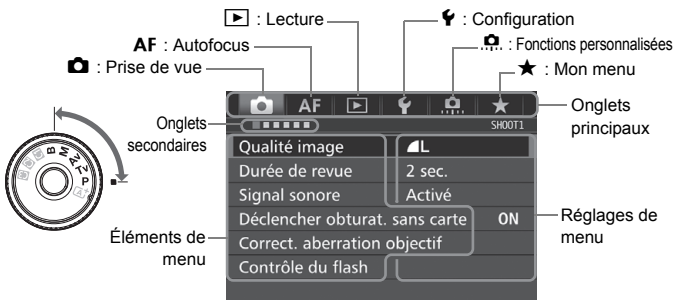 : Lecture
: Configuration
AF : Autofocus
: Fonctions personnalisées
: Prise de vue
★ : Mon menu
AF
★
Onglets principaux
Onglets secondaires
SHOOT1
Qualité image
L
Durée de revue
2 sec.
Signal sonore
Activé
Déclencher obturat. sans carte
ON
Correct. aberration objectif
Contrôle du flash
Éléments de menu
Réglages de menu
B
M
Av
Tv
P
A+